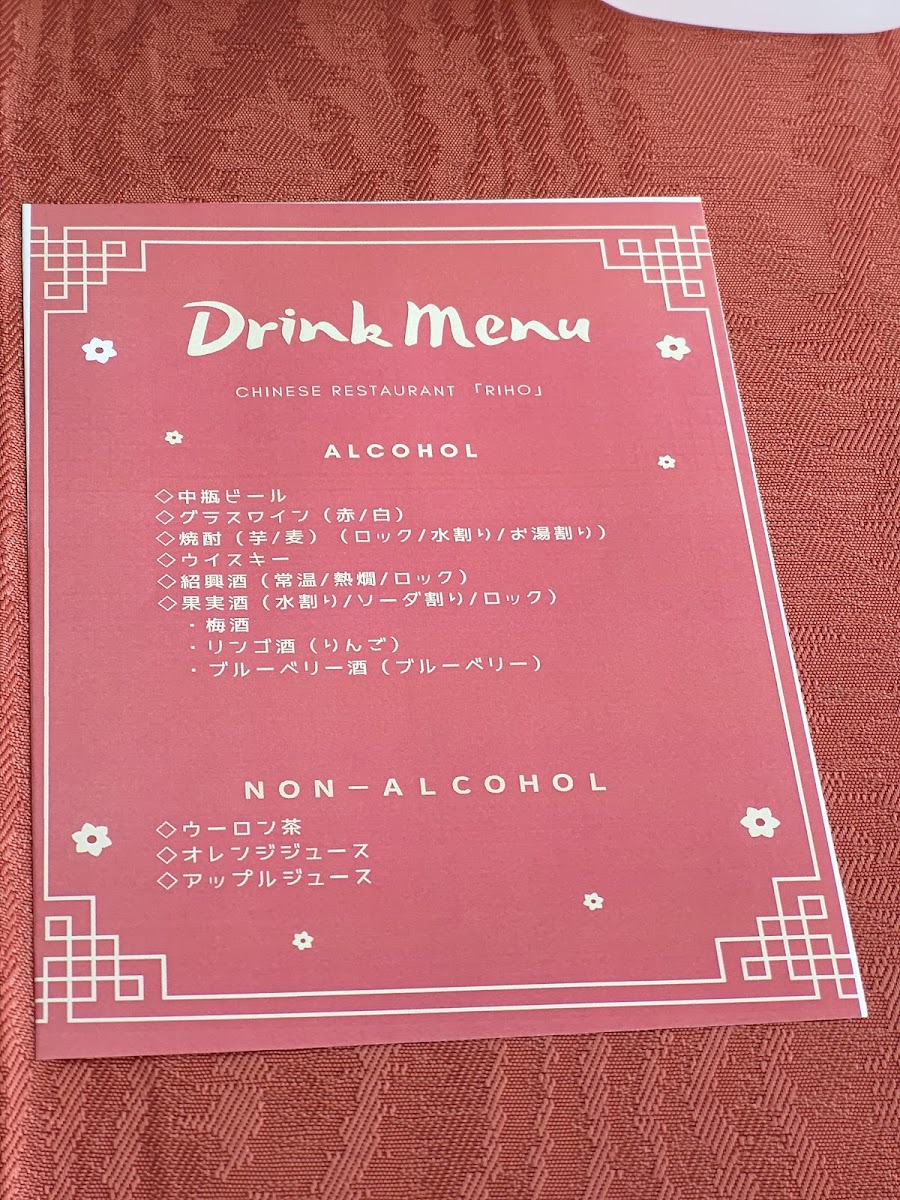 Drink Menu
CHINESE RESTAURANT 「RIHO」
ALCOHOL
◇中瓶ビール
◇グラスワイン（赤/白）
◇焼酎（芋/麦）（ロック/水割り/お湯割り）
◇ウイスキー
◇紹興酒（常温/熱燗/ロック）
◇果実酒（水割り/ソーダ割り/ロック）
・梅酒
・リンゴ酒（りんご）
・ブルーベリー酒（ブルーベリー）
NON－ALCOHOL
◇ウーロン茶
◇オレンジジュース
◇アップルジュース